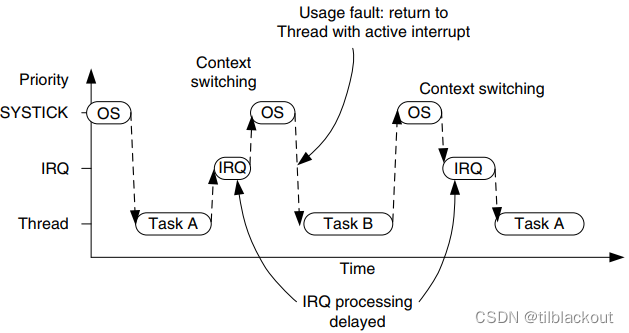 Usage fault: return to
Thread with active interrupt
Context
switching
Context switching
Priority
SYSTICK
OS
OS
OS
IRQ
IRQ
IRQ
Thread
Task A
Task B
Task A
Time
IRQ processing
delayed
CSDN @tilblackout